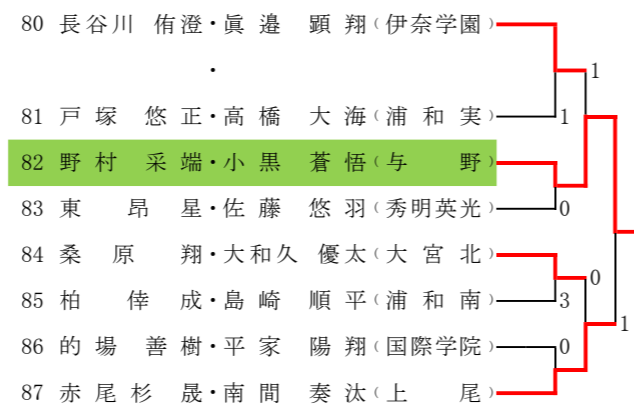 80 長谷川 侑澄・眞邉 顕翔(伊奈学園)
1
・
81 戸塚 悠正・高橋 大海(浦和実)
1
82 野村 采端・小黒 蒼悟(与野)
83 東 昂星・佐藤 悠羽(秀明英光)
0
84 桑原 翔・大和久 優太(大宮北)
0
85 柏 倖成・島崎 順平(浦和南)
3
1
86 的場 善樹・平家 陽翔(国際学院)
0
87 赤尾杉 晟・南間 奏汰(上尾)